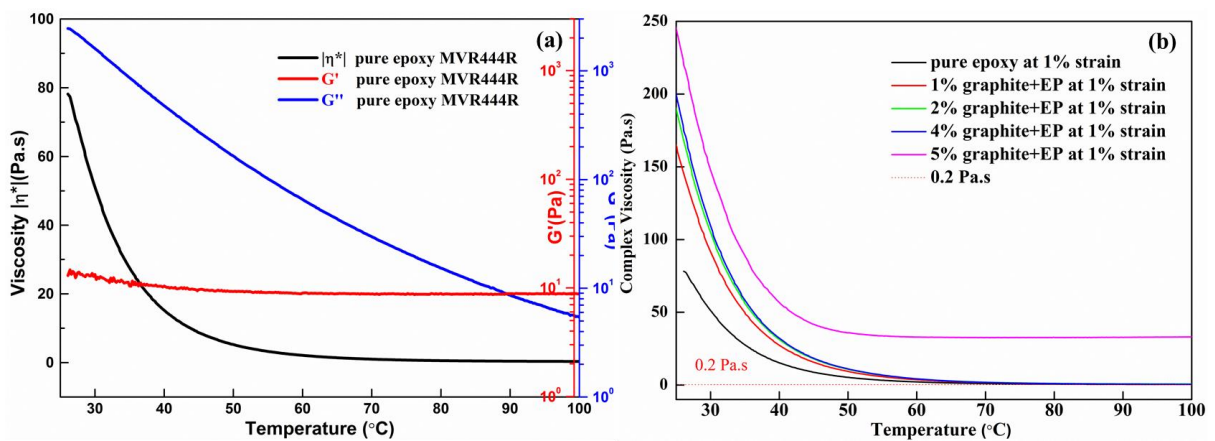 (a)
|η*| pure epoxy MVR444R
G' pure epoxy MVR444R
G'' pure epoxy MVR444R
Viscosity |η*|(Pa.s)
100
80
60
40
20
0
30 40 50 60 70 80 90 100
Temperature (°C)
G'(Pa)
10³
10²
10¹
10⁰
10³
10²
10¹
10⁰
(b)
pure epoxy at 1% strain
1% graphite+EP at 1% strain
2% graphite+EP at 1% strain
4% graphite+EP at 1% strain
5% graphite+EP at 1% strain
0.2 Pa.s
Complex Viscosity (Pa.s)
250
200
150
100
50
0
0.2 Pa.s
30 40 50 60 70 80 90 100
Temperature (°C)